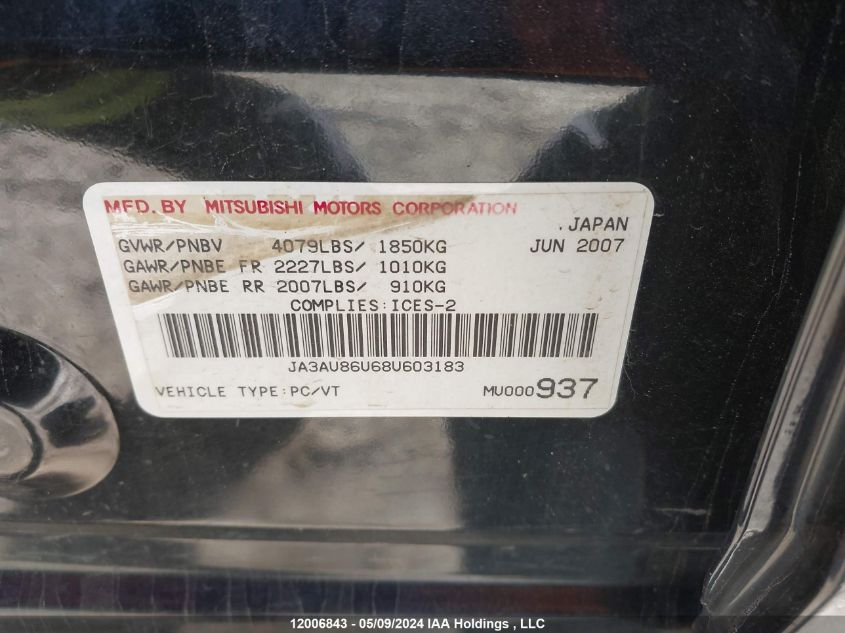 MFD. BY MITSUBISHI MOTORS CORPORATION
.JAPAN
GVWR/PNBV 4079LBS/ 1850KG JUN 2007
GAWR/PNBE FR 2227LBS/ 1010KG
GAWR/PNBE RR 2007LBS/ 910KG
COMPLIES:ICES-2
JA3AU86U68U603183
VEHICLE TYPE:PC/VT MU000937
12006843 - 05/09/2024 IAA Holdings , LLC